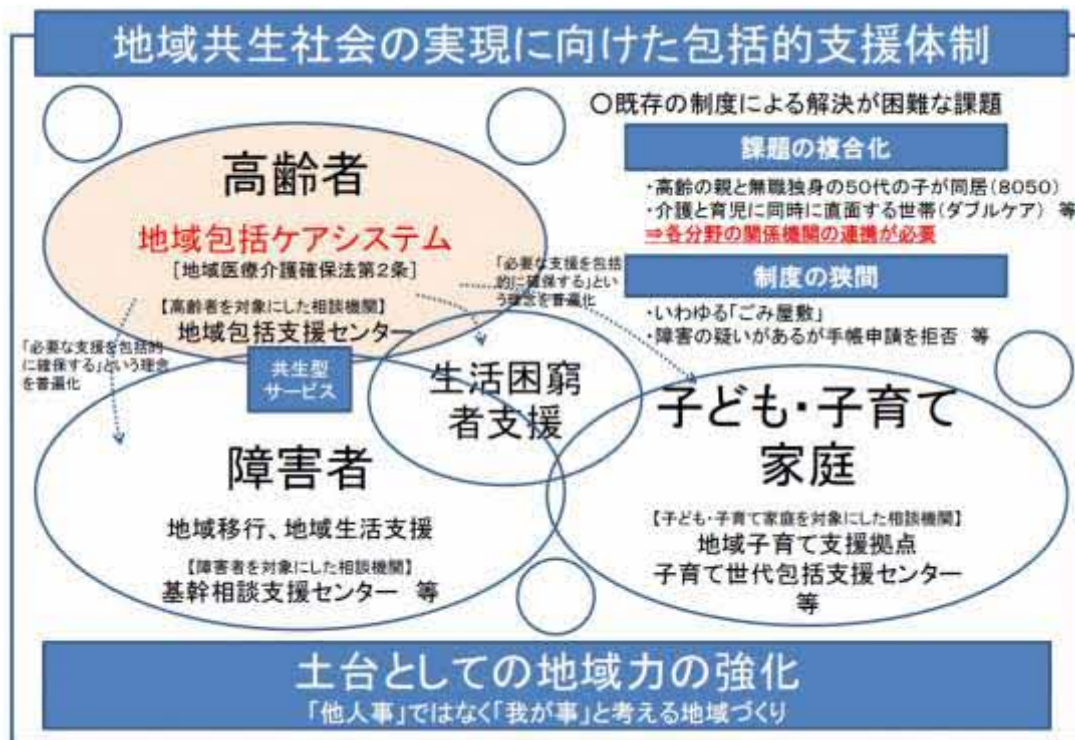 地域共生社会の実現に向けた包括的支援体制
○既存の制度による解決が困難な課題
課題の複合化
・高齢の親と無職独身の50代の子が同居(8050)
・介護と育児に同時に直面する世帯(ダブルケア) 等
⇒各分野の関係機関の連携が必要
制度の狭間
・いわゆる「ごみ屋敷」
・障害の疑いがあるが手帳申請を拒否 等
高齢者
地域包括ケアシステム
[地域医療介護確保法第2条]
【高齢者を対象にした相談機関】
地域包括支援センター
「必要な支援を包括
的に確保する」とい
う理念を普遍化
「必要な支援を包括的
に確保する」という理念
を普遍化
共生型
サービス
生活困窮
者支援
障害者
地域移行、地域生活支援
【障害者を対象にした相談機関】
基幹相談支援センター 等
子ども・子育て
家庭
【子ども・子育て家庭を対象にした相談機関】
地域子育て支援拠点
子育て世代包括支援センター
等
土台としての地域力の強化
「他人事」ではなく「我が事」と考える地域づくり